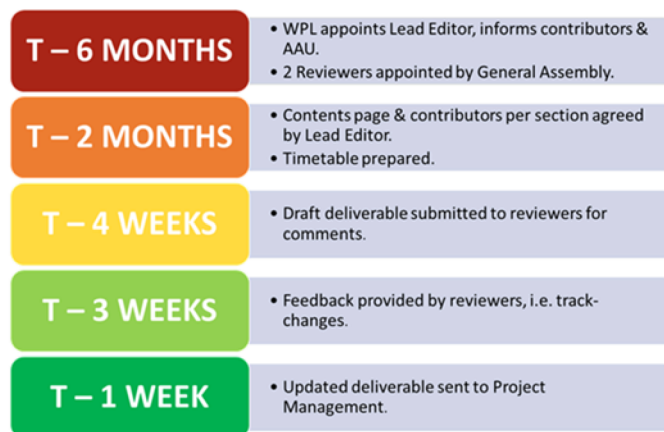 T – 6 MONTHS
• WPL appoints Lead Editor, informs contributors &
AAU.
• 2 Reviewers appointed by General Assembly.
T – 2 MONTHS
• Contents page & contributors per section agreed
by Lead Editor.
• Timetable prepared.
T – 4 WEEKS
• Draft deliverable submitted to reviewers for
comments.
T – 3 WEEKS
• Feedback provided by reviewers, i.e. track-
changes.
T – 1 WEEK
• Updated deliverable sent to Project
Management.